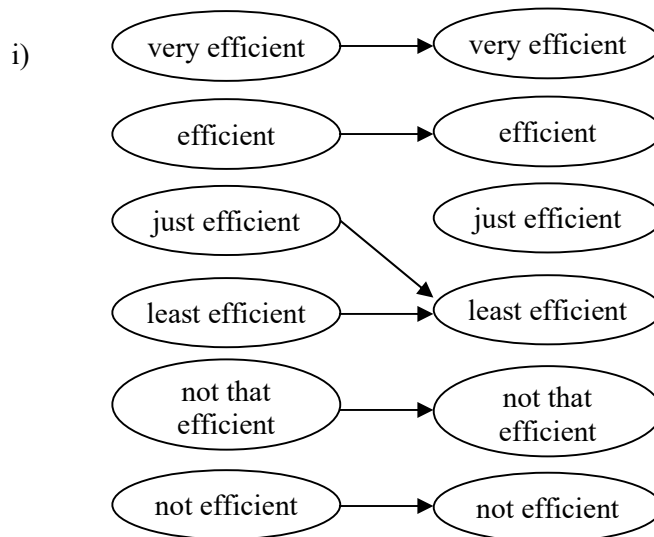 i)
very efficient very efficient
efficient efficient
just efficient just efficient
least efficient least efficient
not that not that
efficient efficient
not efficient not efficient